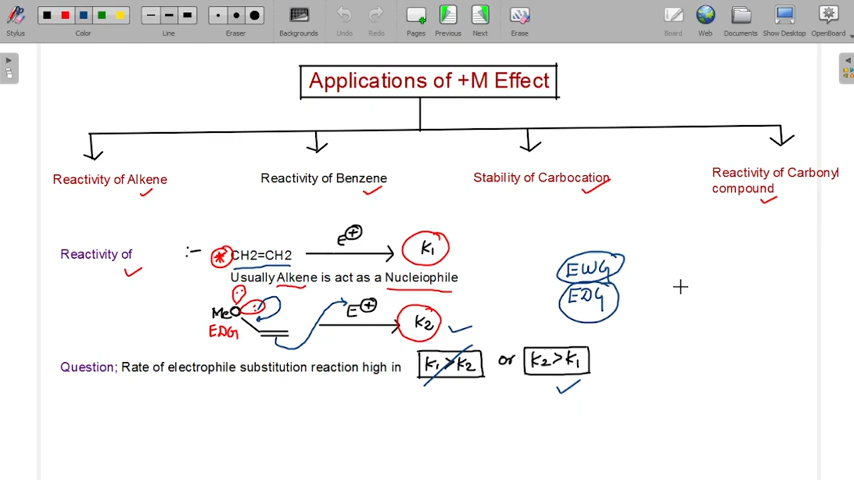 Stylus
Color
Line
Eraser
Backgrounds
Undo
Redo
Pages
Previous
Next
Erase
Board
Web
Documents
Show Desktop
OpenBoard
Applications of +M Effect
Reactivity of Alkene
Reactivity of Benzene
Stability of Carbocation
Reactivity of Carbonyl
compound
Reactivity of :- * CH2=CH2 E+ K1
Usually Alkene is act as a Nucleiophile
EWG
EDG
MeO E+ K2
EDG
Question; Rate of electrophile substitution reaction high in K1>K2 or K2>K1